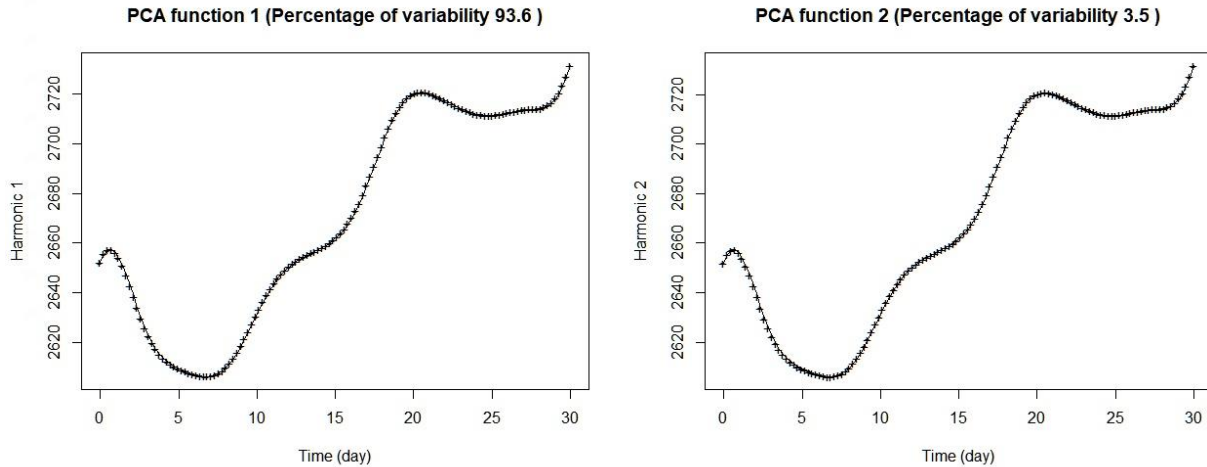 PCA function 1 (Percentage of variability 93.6 )
Harmonic 1
2720
2700
2680
2660
2640
2620
0 5 10 15 20 25 30
Time (day)
PCA function 2 (Percentage of variability 3.5 )
Harmonic 2
2720
2700
2680
2660
2640
2620
0 5 10 15 20 25 30
Time (day)